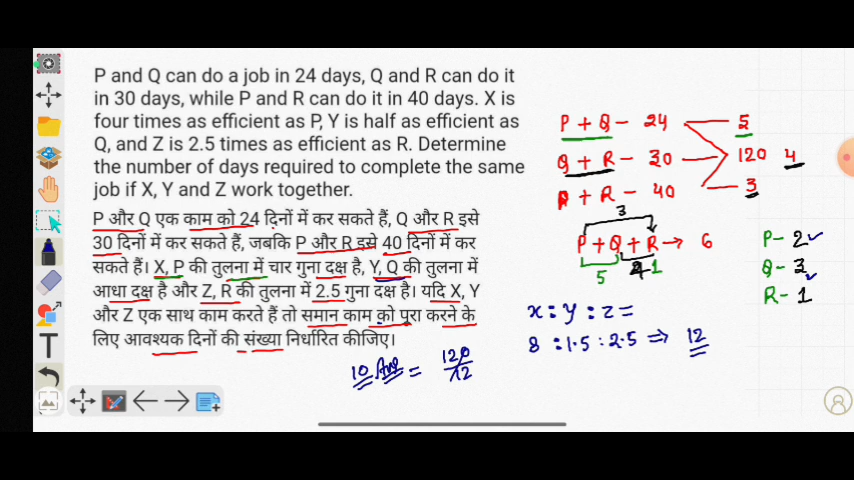 P and Q can do a job in 24 days, Q and R can do it
in 30 days, while P and R can do it in 40 days. X is
four times as efficient as P, Y is half as efficient as
Q, and Z is 2.5 times as efficient as R. Determine
the number of days required to complete the same
job if X, Y and Z work together.
P और Q एक काम को 24 दिनों में कर सकते हैं, Q और R इसे
30 दिनों में कर सकते हैं, जबकि P और R इसे 40 दिनों में कर
सकते हैं। X, P की तुलना में चार गुना दक्ष है, Y, Q की तुलना में
आधा दक्ष है और Z, R की तुलना में 2.5 गुना दक्ष है। यदि X, Y
और Z एक साथ काम करते हैं तो समान काम को पूरा करने के
लिए आवश्यक दिनों की संख्या निर्धारित कीजिए।
P + Q - 24 5
Q + R - 30 120 4
P + R - 40 3
3
P + Q + R → 6
5 1
P - 2 ✓
Q - 3
R - 1 ✓
x : y : z =
8 : 1.5 : 2.5 ⇒ 12
10 Ans = 120/12
T